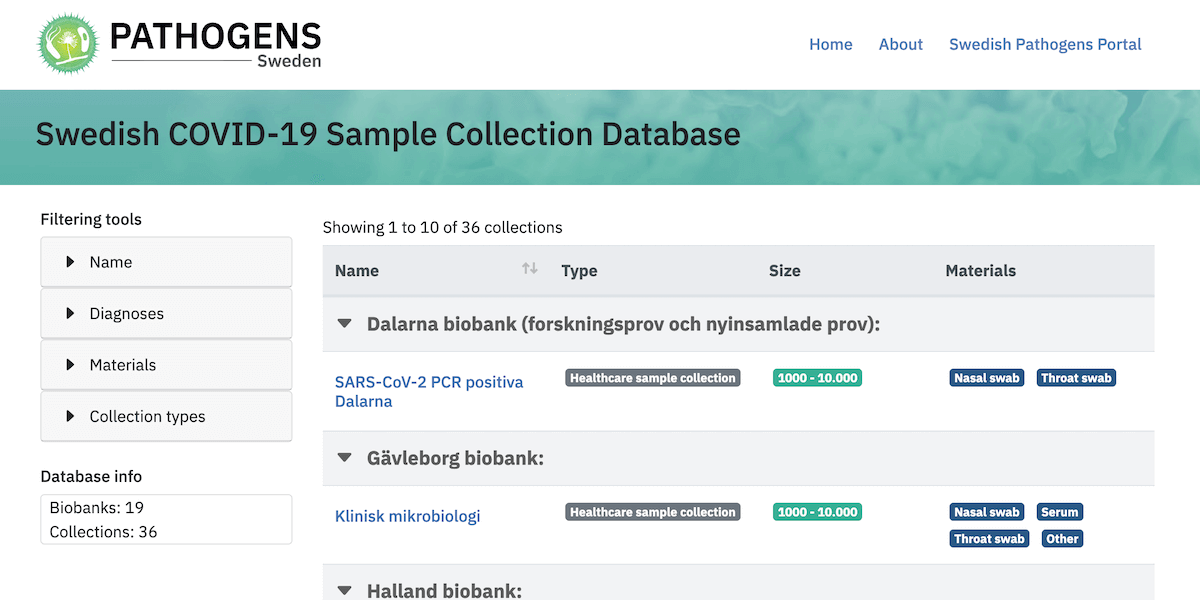 PATHOGENS
Sweden
Home About Swedish Pathogens Portal
Swedish COVID-19 Sample Collection Database
Filtering tools
Name
Diagnoses
Materials
Collection types
Database info
Biobanks: 19
Collections: 36
Showing 1 to 10 of 36 collections
Name Type Size Materials
Dalarna biobank (forskningsprov och nyinsamlade prov):
SARS-CoV-2 PCR positiva Healthcare sample collection 1000 - 10.000 Nasal swab Throat swab
Dalarna
Gävleborg biobank:
Klinisk mikrobiologi Healthcare sample collection 1000 - 10.000 Nasal swab Serum
Throat swab Other
Halland biobank: